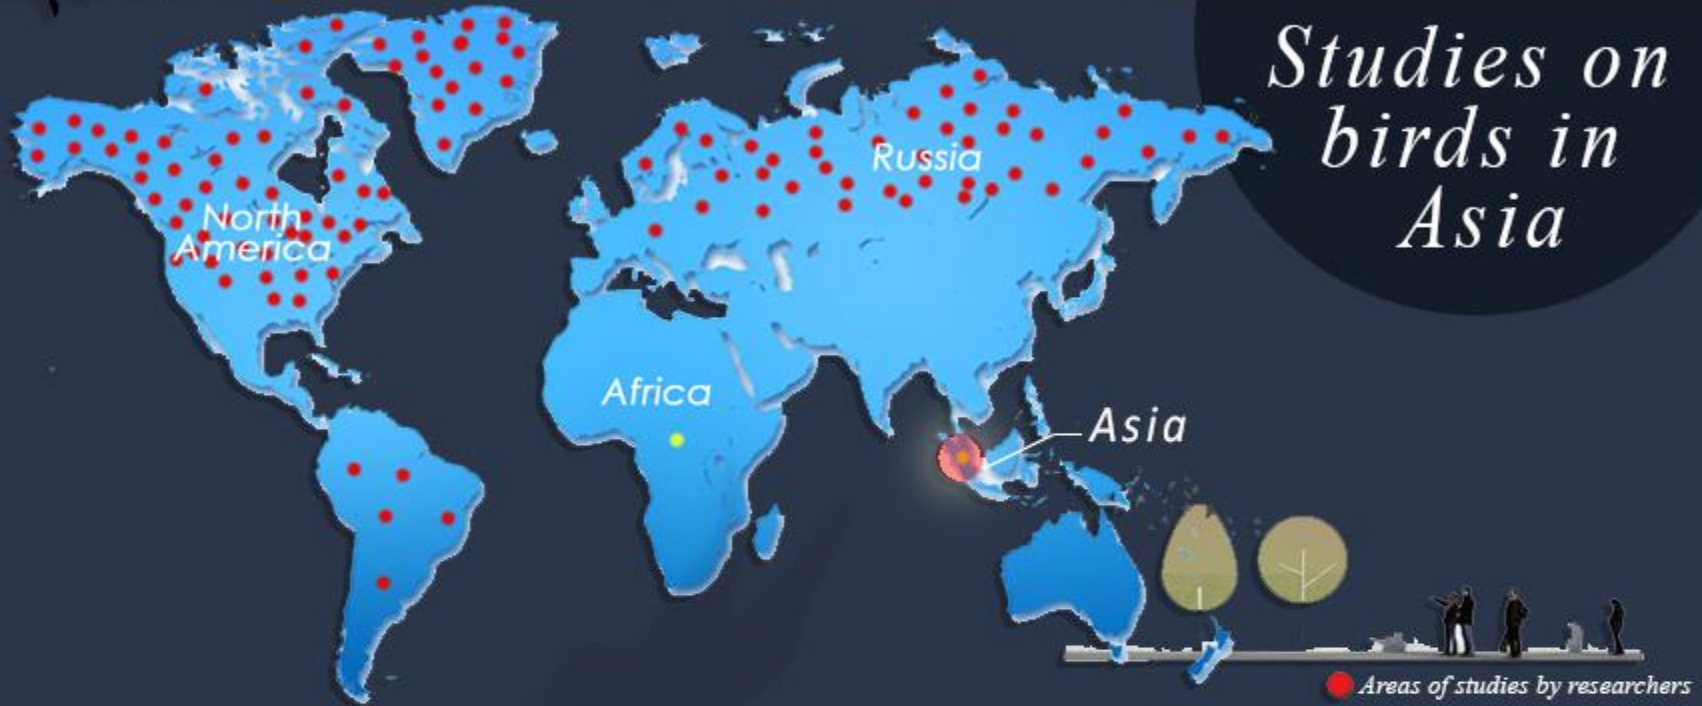 Studies on
birds in
Asia
Russia
North
America
Africa
Asia
Areas of studies by researchers